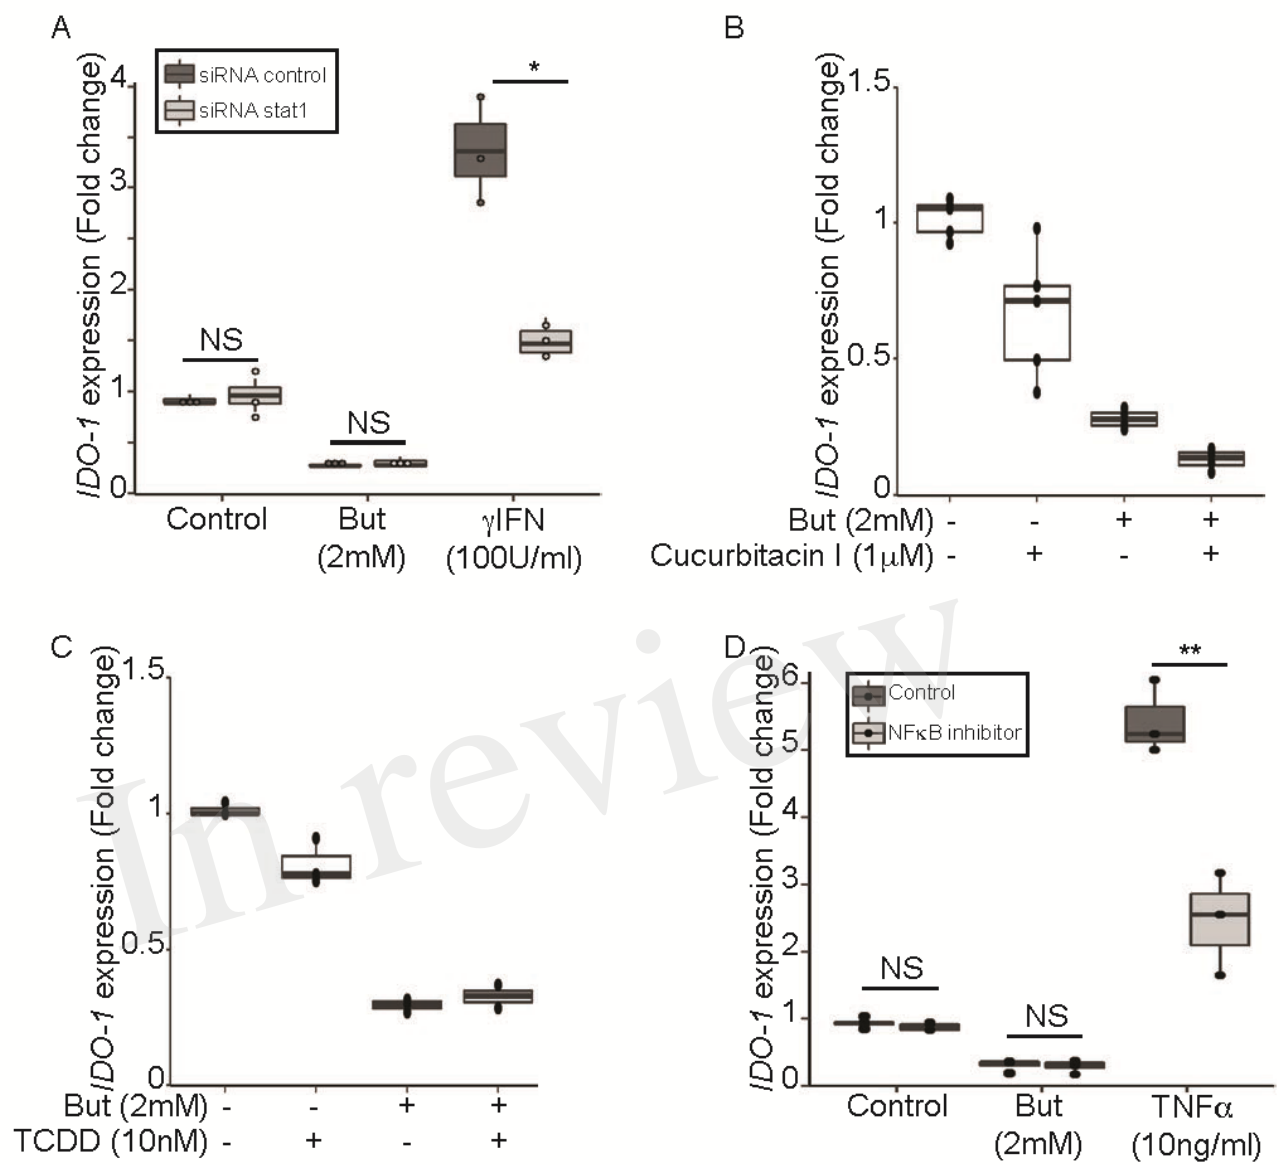 A
IDO-1 expression (Fold change)
4
3
2
1
0
siRNA control
siRNA stat1
*
NS
NS
Control
But
(2mM)
γIFN
(100U/ml)
B
IDO-1 expression (Fold change)
1.5
1
0.5
0
But (2mM) - - + +
Cucurbitacin I (1μM) - + - +
C
IDO-1 expression (Fold change)
1.5
1
0.5
0
But (2mM) - - + +
TCDD (10nM) - + - +
D
IDO-1 expression (Fold change)
6
5
4
3
2
1
0
Control
NFκB inhibitor
**
NS
NS
Control
But
(2mM)
TNFα
(10ng/ml)
In review